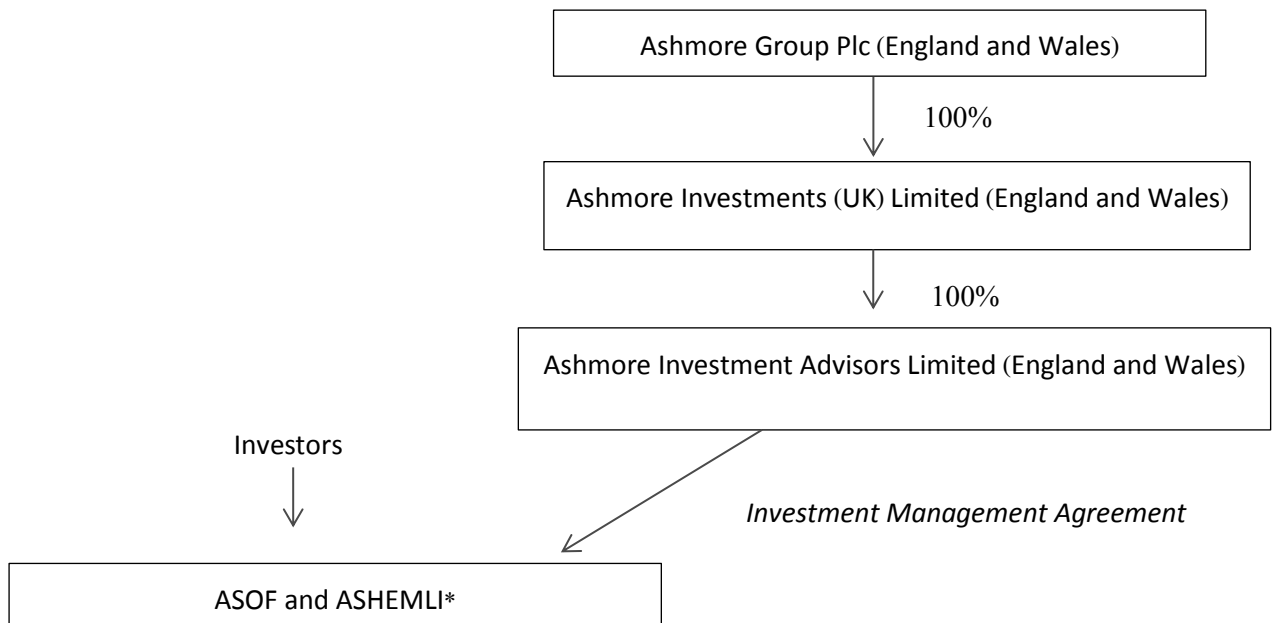 Ashmore Group Plc (England and Wales)
100%
Ashmore Investments (UK) Limited (England and Wales)
100%
Ashmore Investment Advisors Limited (England and Wales)
Investors
Investment Management Agreement
ASOF and ASHEMLI*